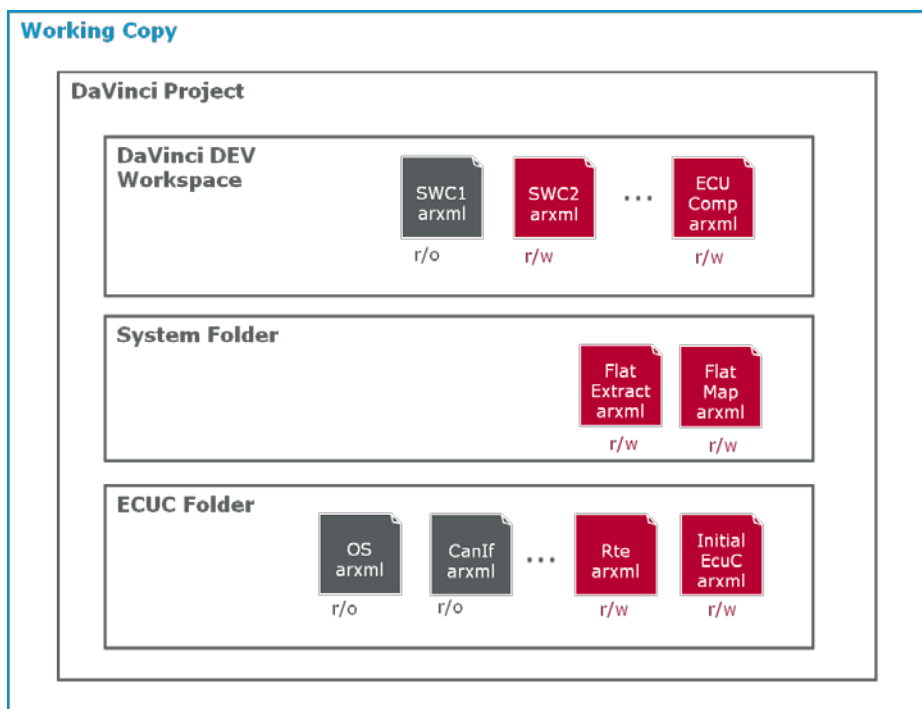 Working Copy
DaVinci Project
DaVinci DEV
Workspace
SWC1
arxml
r/o
SWC2
arxml
r/w
...
ECU
Comp
arxml
r/w
System Folder
Flat
Extract
arxml
r/w
Flat
Map
arxml
r/w
ECUC Folder
OS
arxml
r/o
CanIf
arxml
r/o
...
Rte
arxml
r/w
Initial
EcuC
arxml
r/w